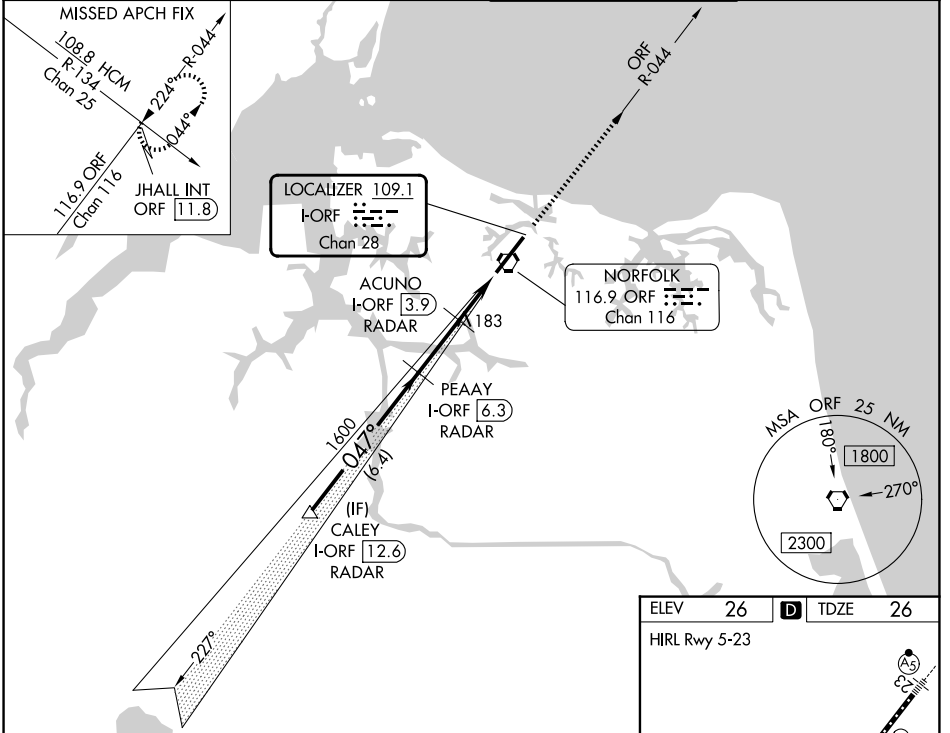 MISSED APCH FIX
108.8 HCM
R-134
Chan 25
R-044
224°
044°
116.9 ORF
Chan 116
JHALL INT
ORF 11.8
ORF
R-044
LOCALIZER 109.1
I-ORF
Chan 28
NORFOLK
116.9 ORF
Chan 116
ACUNO
I-ORF 3.9
RADAR
183
PEAAY
I-ORF 6.3
RADAR
1600
047°
(6.4)
(IF)
CALEY
I-ORF 12.6
RADAR
227°
MSA ORF 25 NM
180°
1800
270°
2300
ELEV 26 D TDZE 26
HIRL Rwy 5-23
A5
23